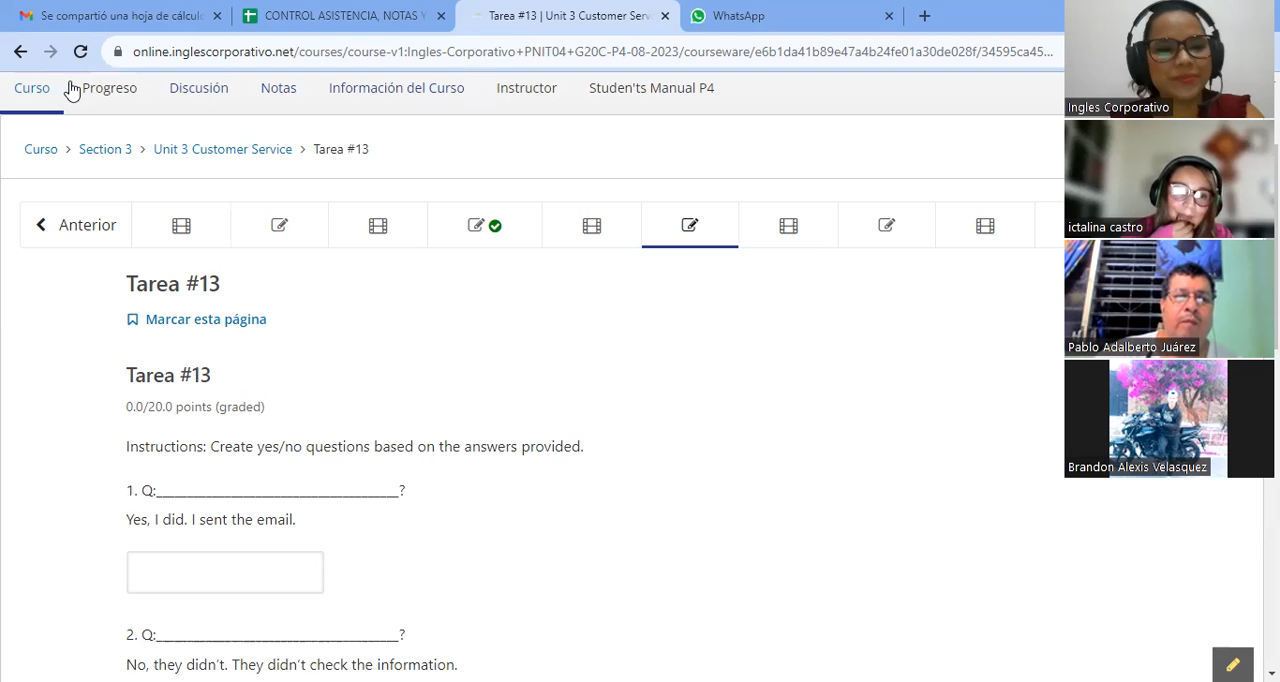 Se compartió una hoja de cálcul
CONTROL ASISTENCIA, NOTAS Y
Tarea #13 | Unit 3 Customer Serv
WhatsApp
online.inglescorporativo.net/courses/course-v1:Ingles-Corporativo+PNIT04+G20C-P4-08-2023/courseware/e6b1da41b89e47a4b24fe01a30de028f/34595ca45...
Curso
Progreso
Discusión
Notas
Información del Curso
Instructor
Studen'ts Manual P4
Curso > Section 3 > Unit 3 Customer Service > Tarea #13
Anterior
Tarea #13
Marcar esta página
Tarea #13
0.0/20.0 points (graded)
Instructions: Create yes/no questions based on the answer provided.
1. Q:______________________________?
Yes, I did. I sent the email.
2. Q:______________________________?
No, they didn't. They didn't check the information.
Ingles Corporativo
ictalina castro
Pablo Adalberto Juárez
Brandon Alexis Velasquez